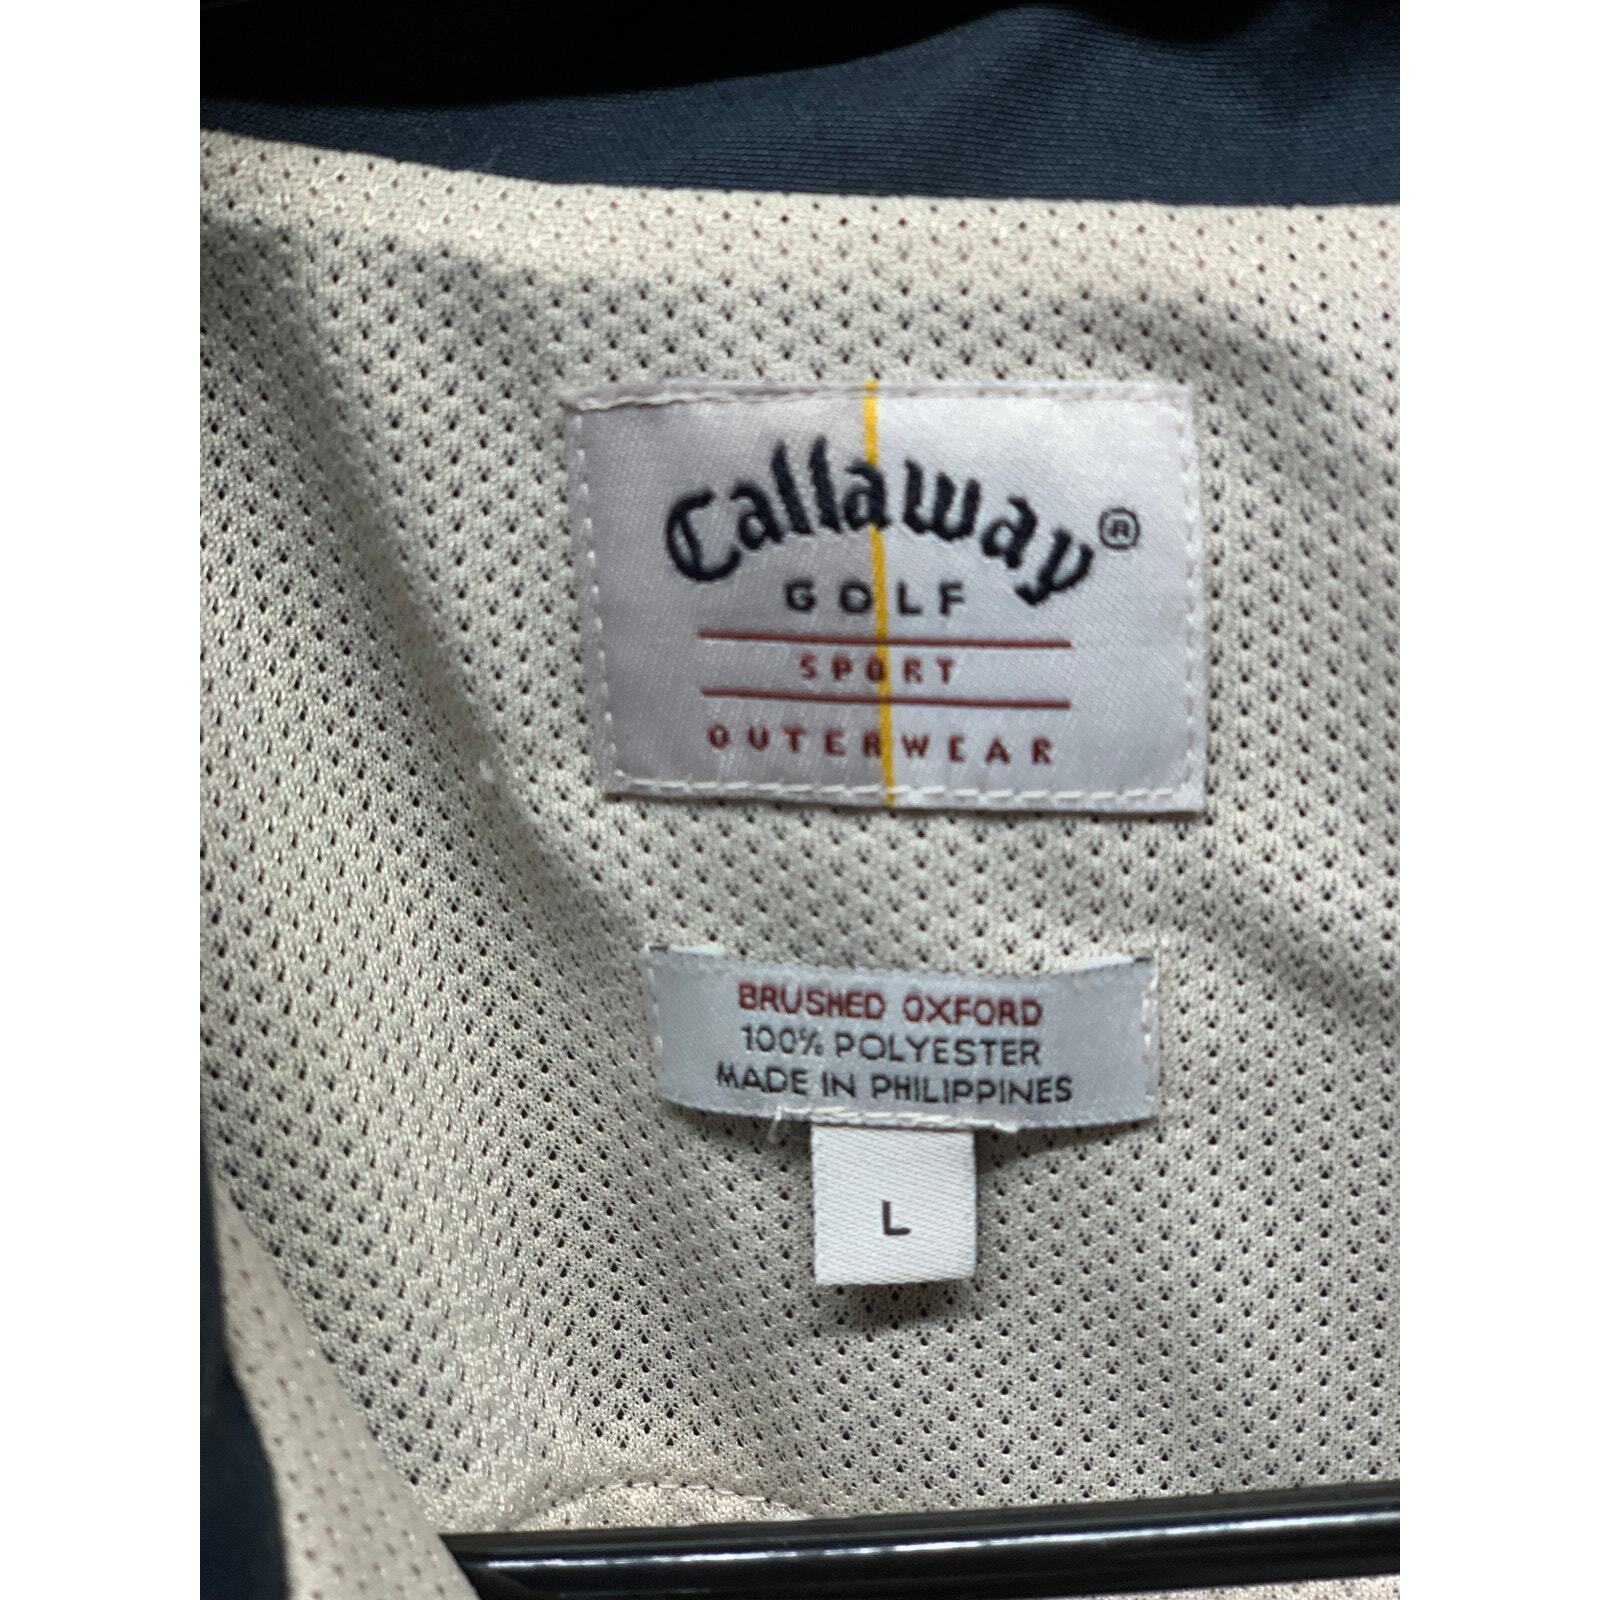 Callaway®
GOLF
SPORT
OUTERWEAR
BRUSHED OXFORD
100% POLYESTER
MADE IN PHILIPPINES
L